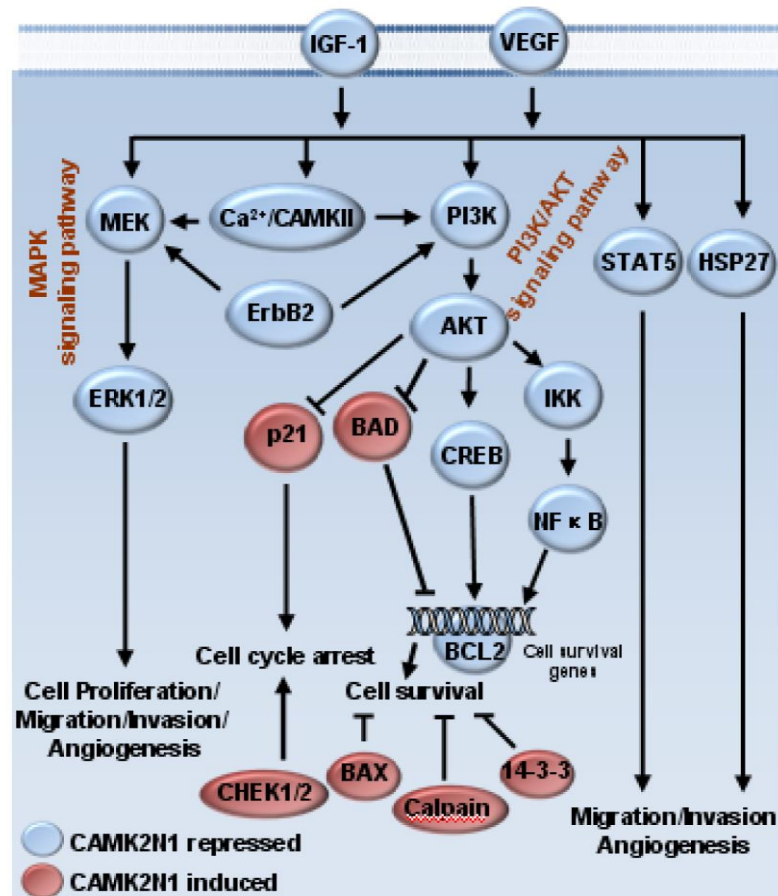 IGF-1
VEGF
MAPK
signaling pathway
MEK
Ca²⁺/CAMKII
PI3K
PI3K/AKT
signaling pathway
STAT5
HSP27
ErbB2
AKT
ERK1/2
p21
BAD
IKK
CREB
NF κ B
BCL2
Cell survival
genes
Cell cycle arrest
Cell survival
Cell Proliferation/
Migration/Invasion/
Angiogenesis
CHEK1/2
BAX
Calpain
14-3-3
Migration/Invasion
Angiogenesis
CAMK2N1 repressed
CAMK2N1 induced